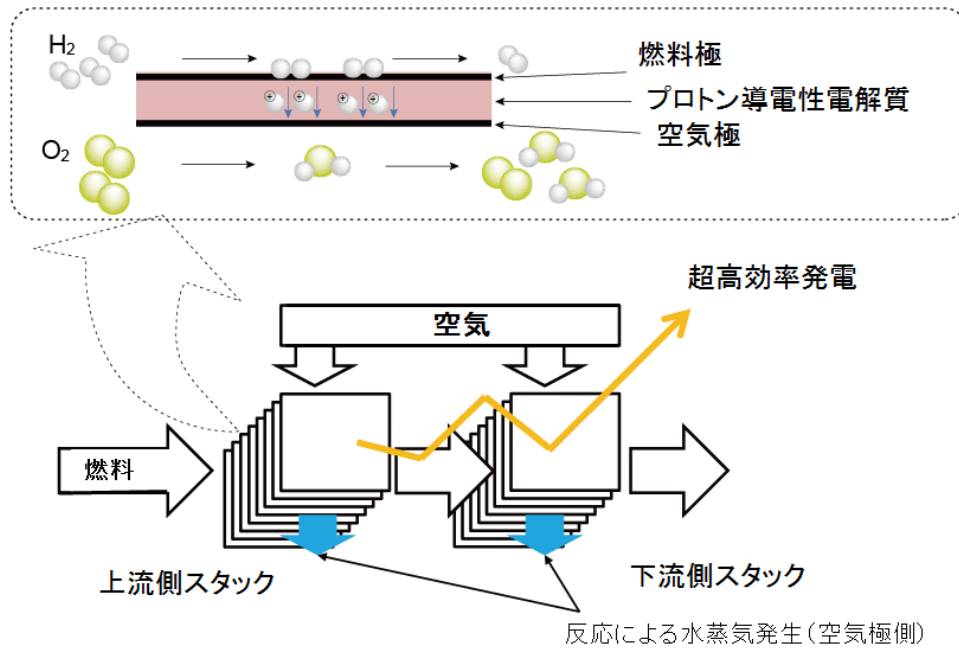 H₂
燃料極
プロトン導電性電解質
空気極
O₂
超高効率発電
空気
燃料
上流側スタック
下流側スタック
反応による水蒸気発生(空気極側)